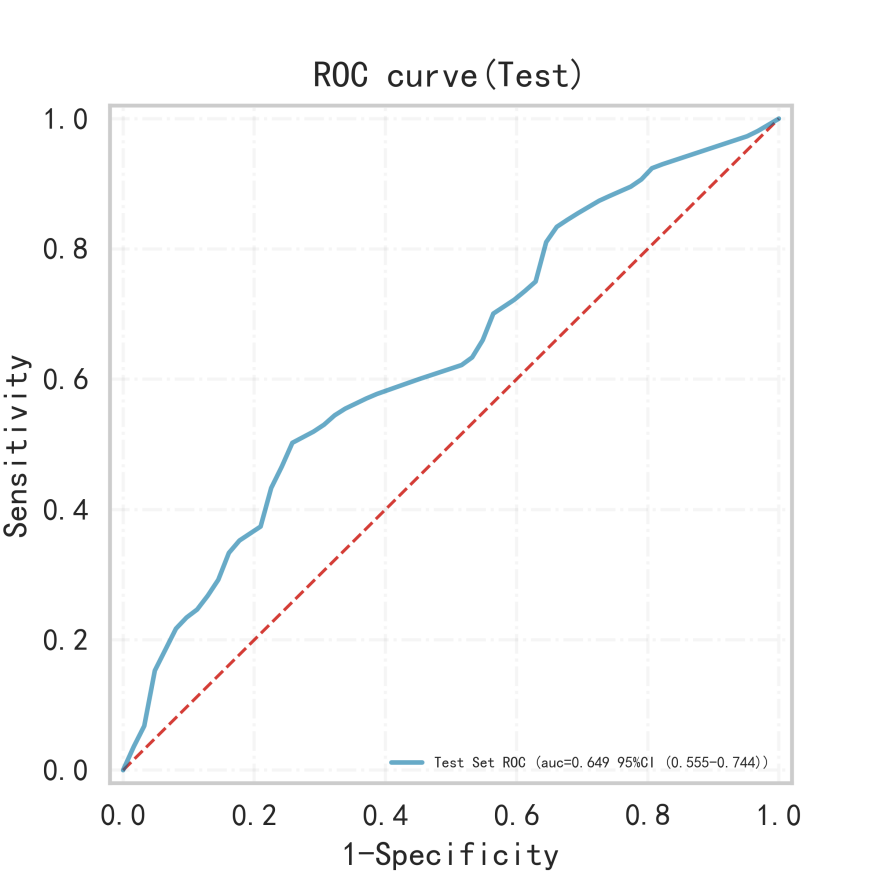 ROC curve(Test)
1.0
0.8
0.6
0.4
0.2
0.0
Sensitivity
Test Set ROC (auc=0.649 95%CI (0.555-0.744))
0.0 0.2 0.4 0.6 0.8 1.0
1-Specificity